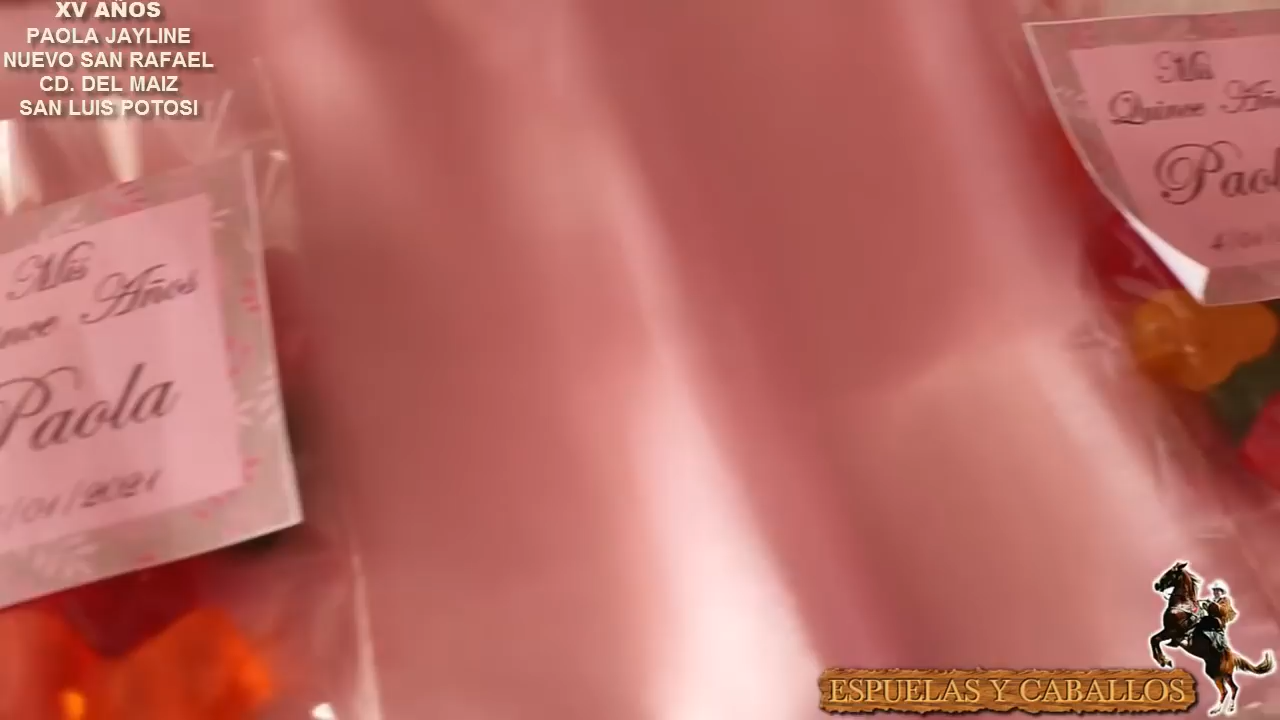 XV AÑOS
PAOLA JAYLINE
NUEVO SAN RAFAEL
CD. DEL MAIZ
SAN LUIS POTOSI
Mis
Años
Paola
/01/2021
Mis
Quince
Paol
ESPUELAS Y CABALLOS